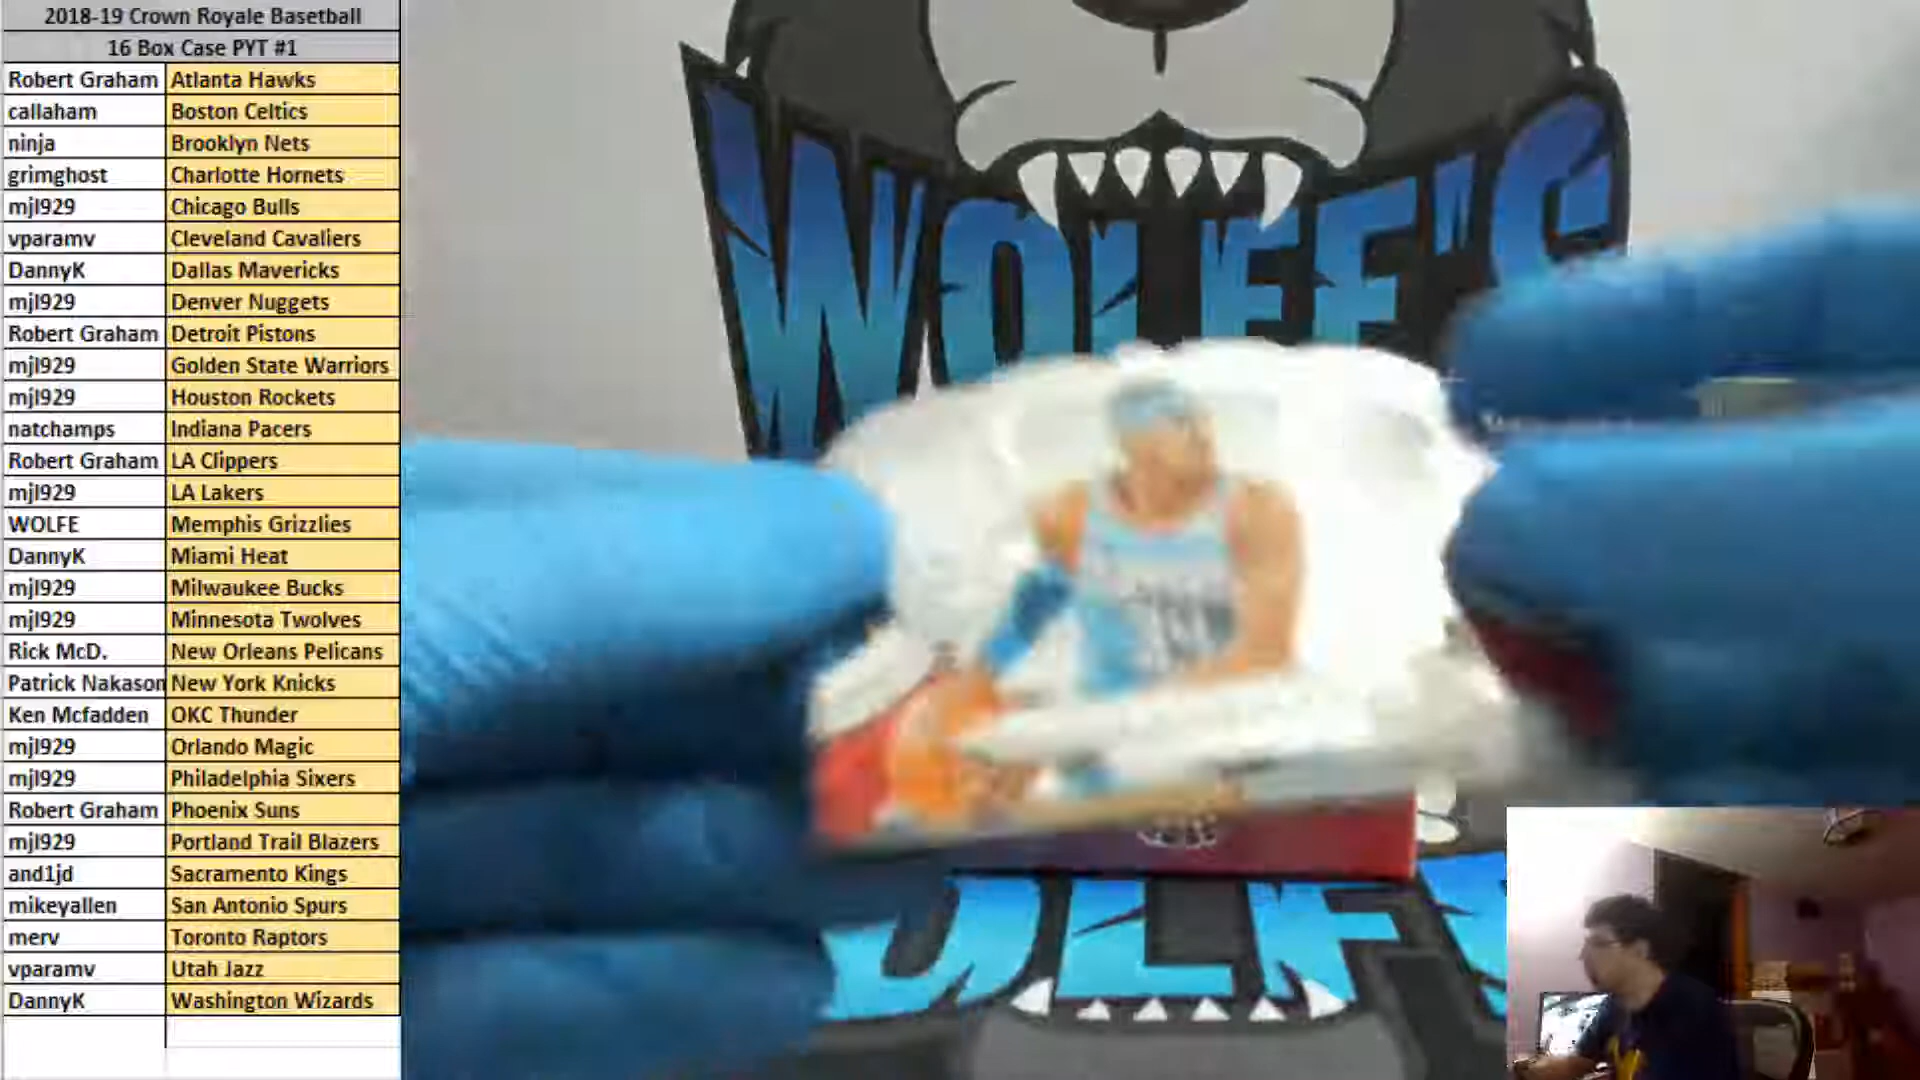 2018-19 Crown Royale Basetball
16 Box Case PYT #1
Robert Graham Atlanta Hawks
callaham Boston Celtics
ninja Brooklyn Nets
grimghost Charlotte Hornets
mjl929 Chicago Bulls
vparamv Cleveland Cavaliers
DannyK Dallas Mavericks
mjl929 Denver Nuggets
Robert Graham Detroit Pistons
mjl929 Golden State Warriors
mjl929 Houston Rockets
natchamps Indiana Pacers
Robert Graham LA Clippers
mjl929 LA Lakers
WOLFE Memphis Grizzlies
DannyK Miami Heat
mjl929 Milwaukee Bucks
mjl929 Minnesota Twolves
Rick McD. New Orleans Pelicans
Patrick Nakason New York Knicks
Ken Mcfadden OKC Thunder
mjl929 Orlando Magic
mjl929 Philadelphia Sixers
Robert Graham Phoenix Suns
mjl929 Portland Trail Blazers
and1jd Sacramento Kings
mikeyallen San Antonio Spurs
merv Toronto Raptors
vparamv Utah Jazz
DannyK Washington Wizards
WOLFE'S